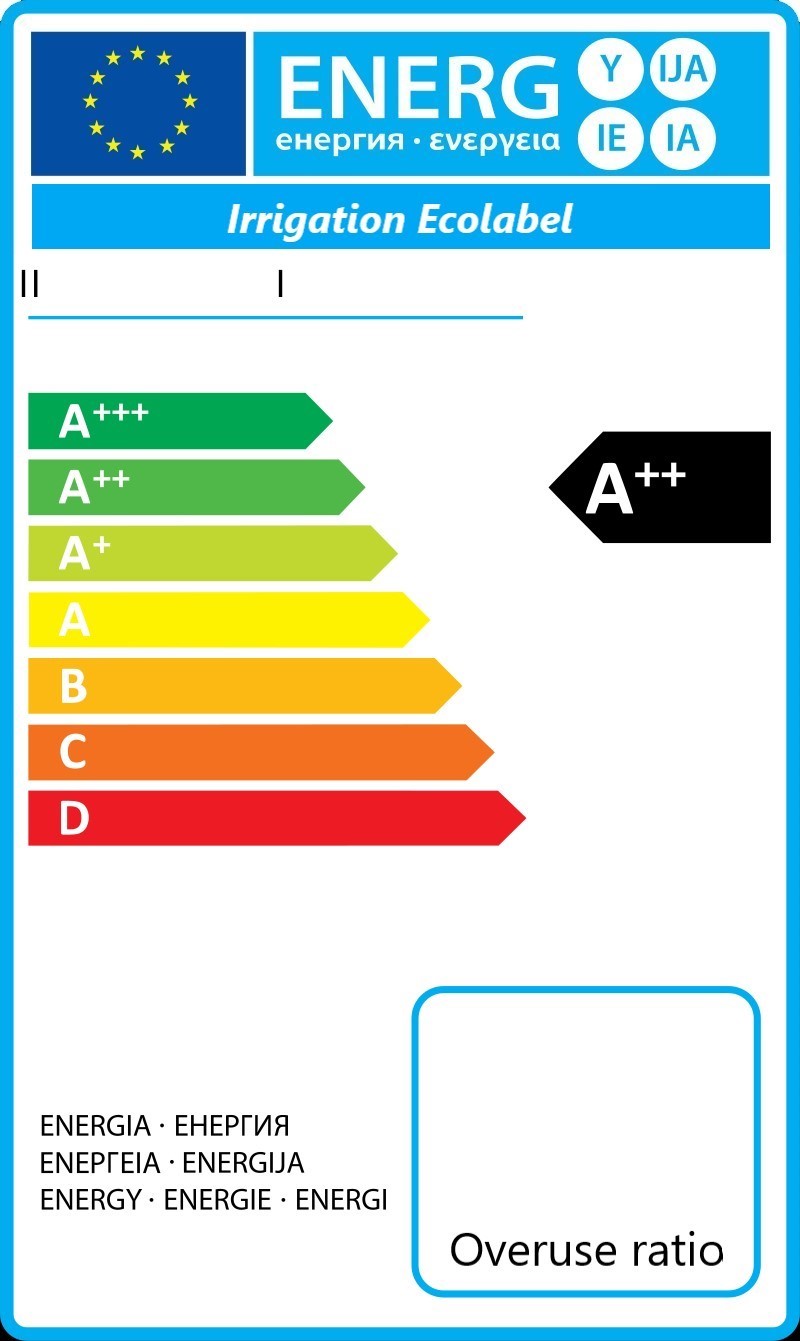 ENERG Y IJA
енергия · ενεργεια IE IA
Irrigation Ecolabel
II I
A+++
A++
A++
A+
A
B
C
D
ENERGIA · ЕНЕРГИЯ
ΕΝΕΡΓΕΙΑ · ENERGIJA
ENERGY · ENERGIE · ENERGI
Overuse ratio